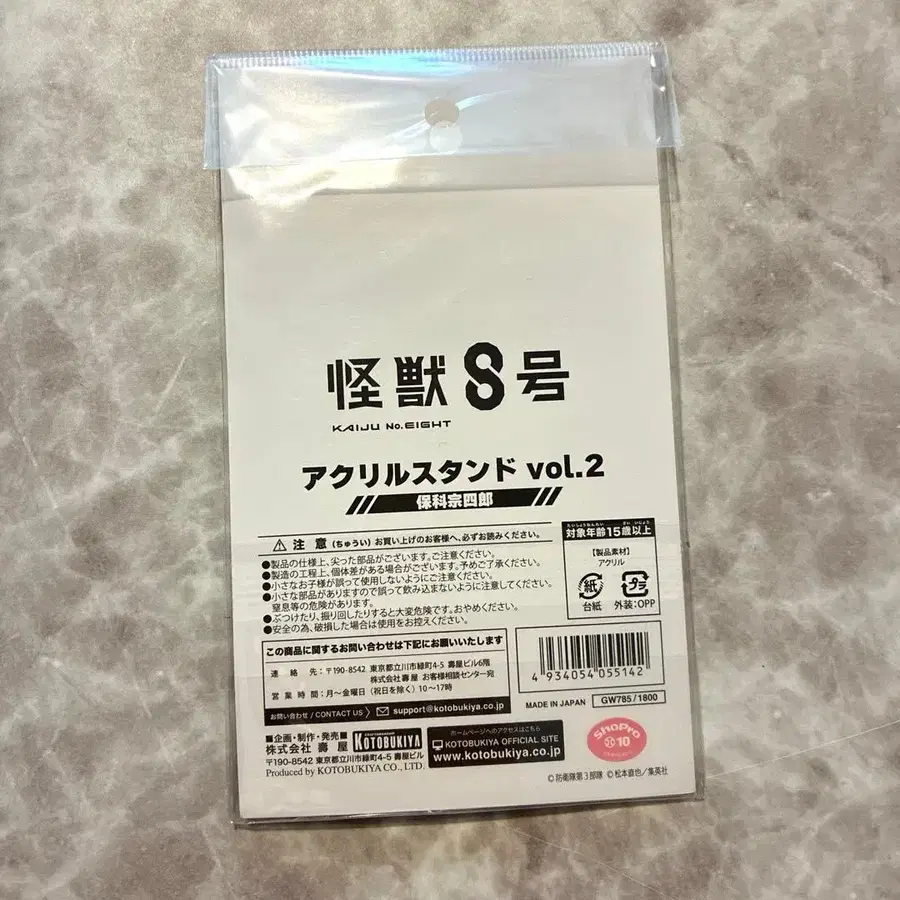 怪獣8号
KAIJU No.EIGHT
アクリルスタンド vol.2
保科宗四郎
注意 (ちゅうい) お買い上げのお客様へ、必ずお読みください。
●製品の仕様上、尖った部品がございます。ご注意ください。
●製造の工程上、個体差がある場合がございます。予めご了承ください。
●小さなお子様が誤って使用しないようにご注意ください。
●小さな部品がありますので誤って飲み込まないように注意してください。
窒息等の危険があります。
●ぶつけたり、振り回したりすると大変危険です。おやめください。
●安全の為、破損した場合は使用をお控えください。
対象年齢15歳以上
【製品素材】
アクリル
紙 プラ
台紙 外装:OPP
この商品に関するお問い合わせは下記にお願いいたします
連絡先:〒190-8542 東京都立川市緑町4-5 壽屋ビル6階
株式会社壽屋 お客様相談センター宛
営業時間:月〜金曜日(祝日を除く)10〜17時
お問い合わせ / CONTACT US support@kotobukiya.co.jp
4 934054 055142
MADE IN JAPAN GW785/1800
■企画・制作・発売■
株式会社 壽屋
KOTOBUKIYA
〒190-8542 東京都立川市緑町4-5 壽屋ビル
Produced by KOTOBUKIYA CO., LTD.
ホームページへのアクセスはこちら
KOTOBUKIYA OFFICIAL SITE
www.kotobukiya.co.jp
ShoPro
10
©防衛隊第3部隊 ©松本直也/集英社